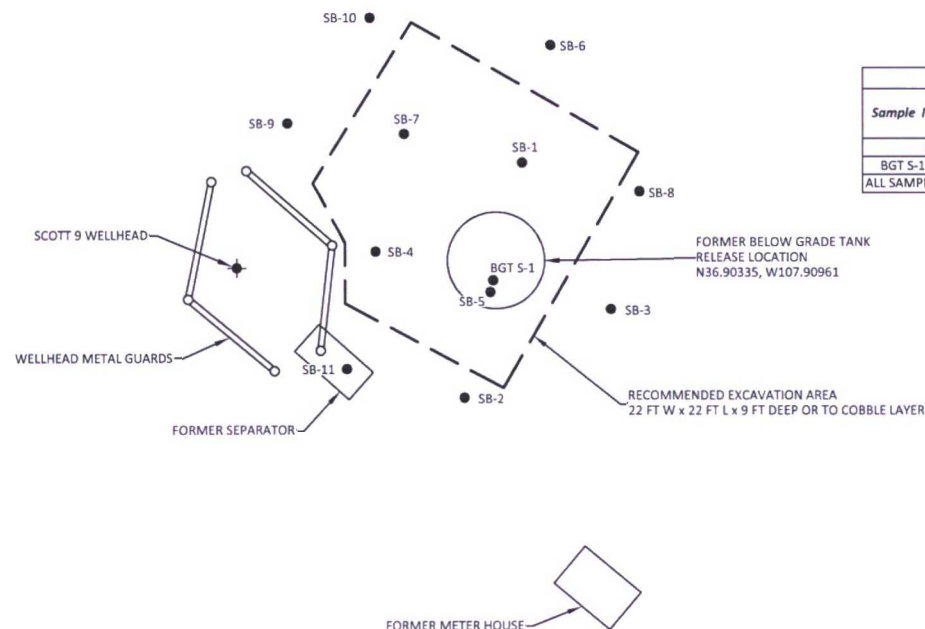 SB-10
SB-6
Sample
SB-9
SB-7
SB-1
BGT S-1
ALL SAMPL
SB-8
SCOTT 9 WELLHEAD
SB-4
FORMER BELOW GRADE TANK
RELEASE LOCATION
N36.90335, W107.90961
BGT S-1
SB-5
SB-3
WELLHEAD METAL GUARDS
SB-11
SB-2
RECOMMENDED EXCAVATION AREA
22 FT W x 22 FT L x 9 FT DEEP OR TO COBBLE LAYER
FORMER SEPARATOR
FORMER METER HOUSE